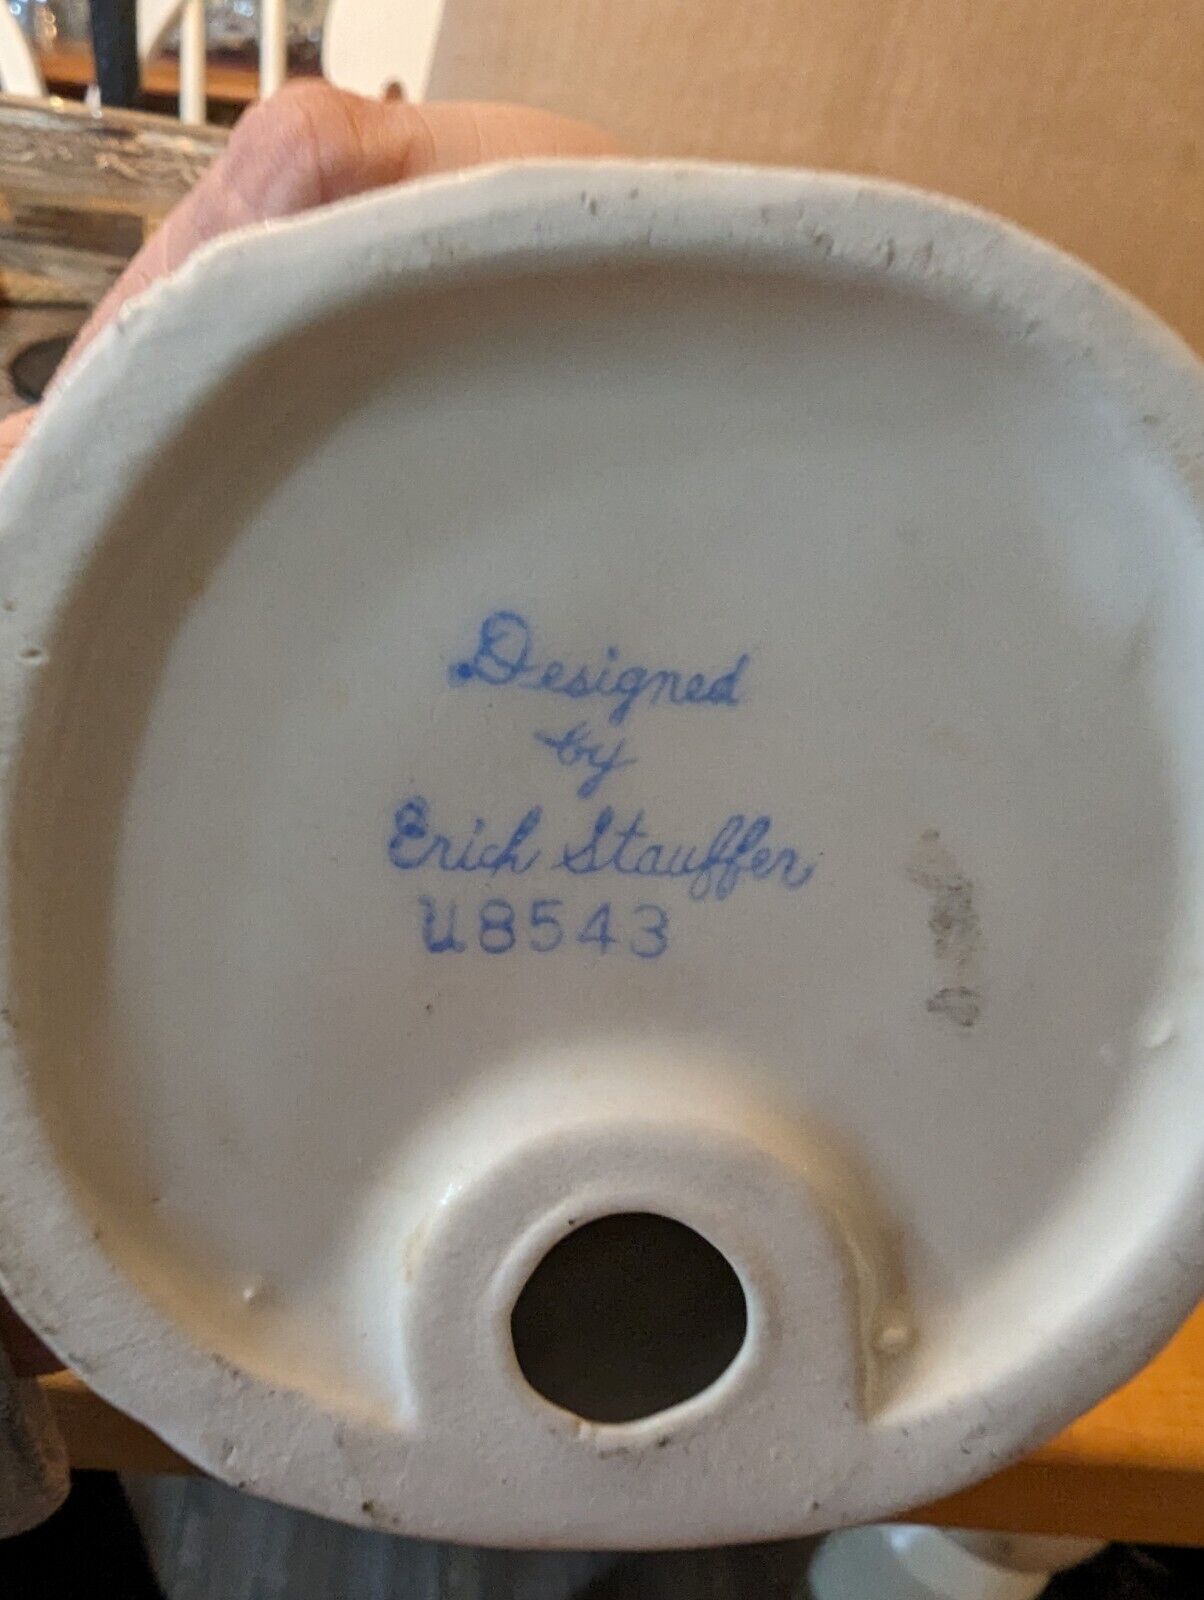 Designed
by
Erich Stauffer
U8543